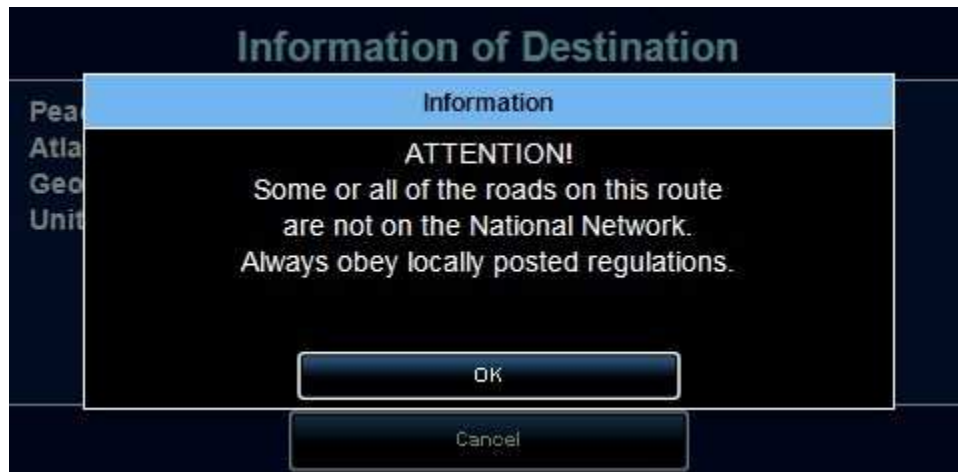 Information of Destination
Information
Pea
Atla
Geo
Unit
ATTENTION!
Some or all of the roads on this route
are not on the National Network.
Always obey locally posted regulations.
OK
Cancel